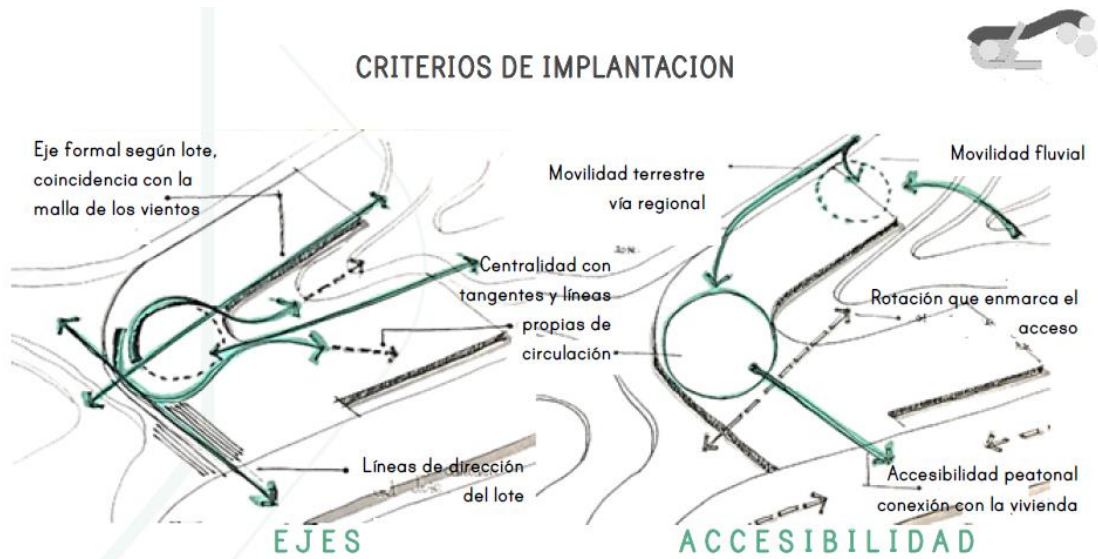 CRITERIOS DE IMPLANTACION
Eje formal según lote,
coincidencia con la
malla de los vientos
Centralidad con
tangentes y líneas
propias de
circulación
Líneas de dirección
del lote
EJES
Movilidad terrestre
vía regional
Movilidad fluvial
Rotación que enmarca el
acceso
Accesibilidad peatonal
conexión con la vivienda
ACCESIBILIDAD